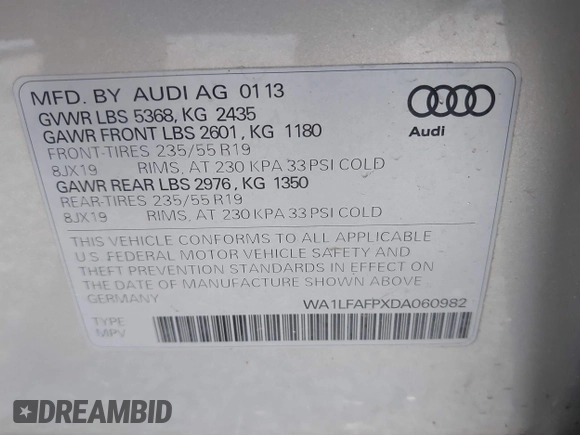 MFD. BY AUDI AG 01 13
GVWR LBS 5368, KG 2435
GAWR FRONT LBS 2601, KG 1180
FRONT-TIRES 235/55 R19
8JX19 RIMS, AT 230 KPA 33 PSI COLD
GAWR REAR LBS 2976, KG 1350
REAR-TIRES 235/55 R19
8JX19 RIMS, AT 230 KPA 33 PSI COLD
Audi
THIS VEHICLE CONFORMS TO ALL APPLICABLE
U.S. FEDERAL MOTOR VEHICLE SAFETY AND
THEFT PREVENTION STANDARDS IN EFFECT ON
THE DATE OF MANUFACTURE SHOWN ABOVE
GERMANY WA1LFAFPXDA060982
TYPE
MPV
DREAMBID